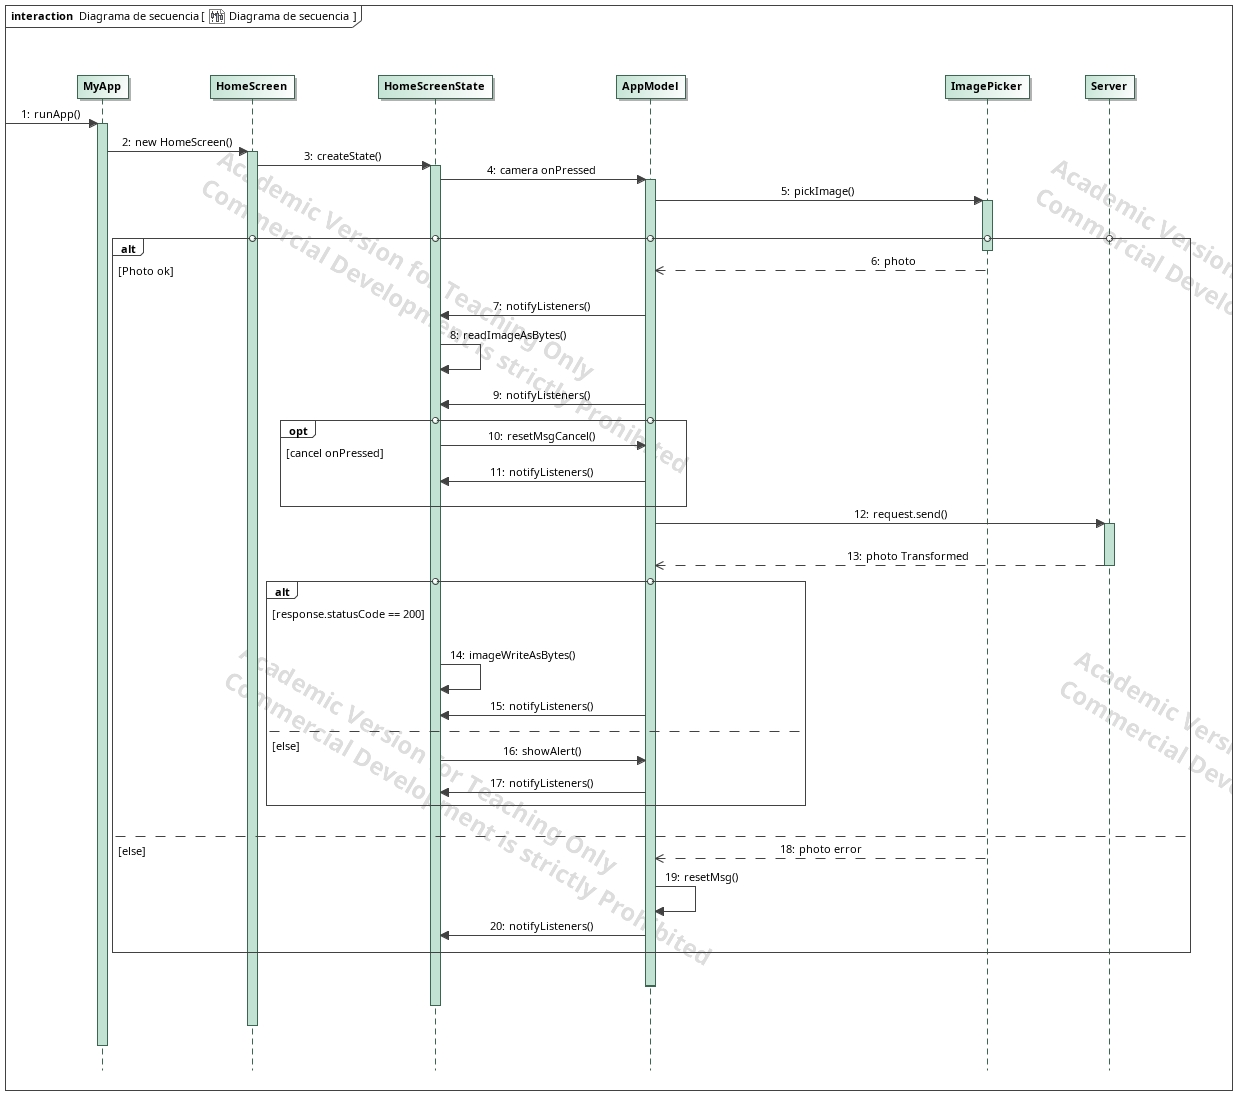 interaction Diagrama de secuencia [ Diagrama de secuencia ]
MyApp HomeScreen HomeScreenState AppModel ImagePicker Server
1: runApp()
2: new HomeScreen()
3: createState()
4: camera onPressed
5: pickImage()
alt
[Photo ok]
6: photo
7: notifyListeners()
8: readImageAsBytes()
9: notifyListeners()
opt
[cancel onPressed]
10: resetMsgCancel()
11: notifyListeners()
12: request.send()
13: photo Transformed
alt
[response.statusCode == 200]
14: imageWriteAsBytes()
15: notifyListeners()
[else]
16: showAlert()
17: notifyListeners()
[else]
18: photo error
19: resetMsg()
20: notifyListeners()
Academic Version for Teaching Only
Commercial Development is strictly Prohibited
Academic Version
Commercial Develo
Academic Version for Teaching Only
Commercial Development is strictly Prohibited
Academic Versi
Commercial Deve